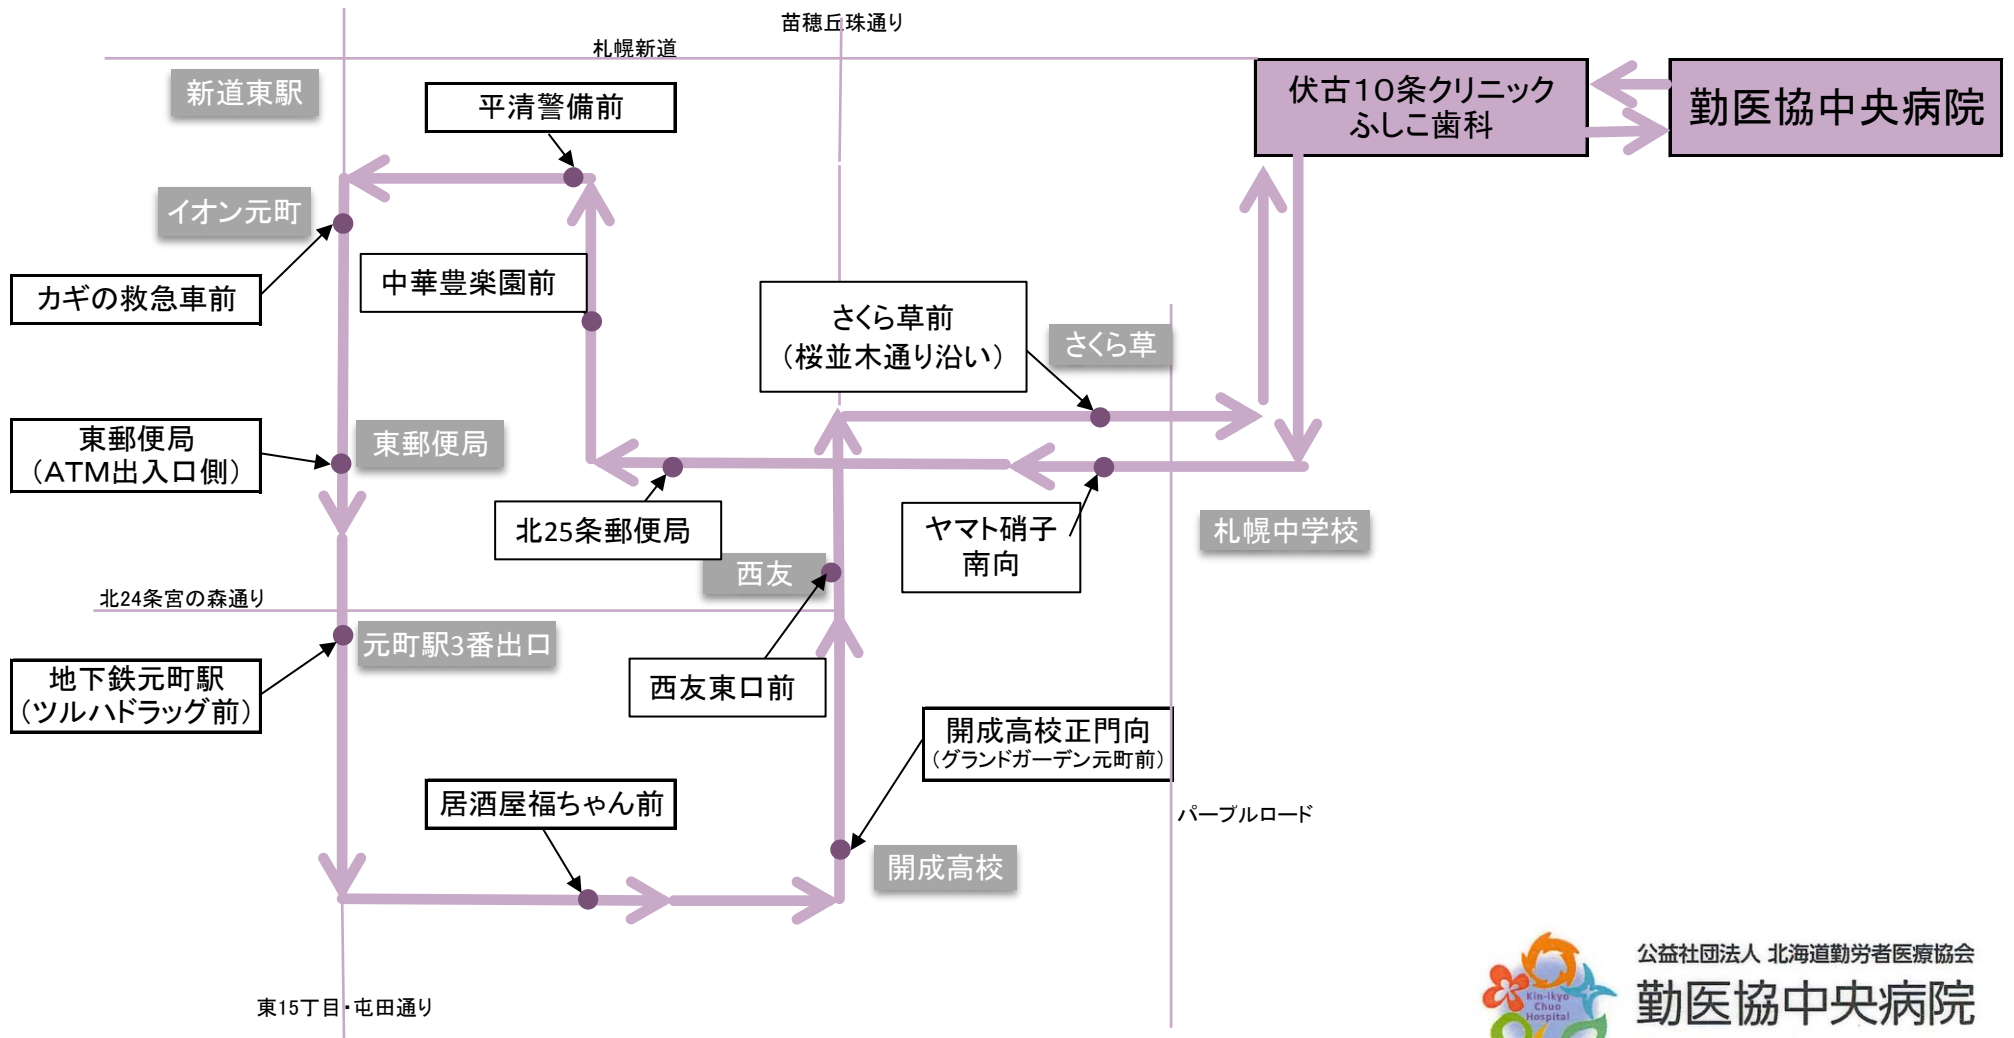 苗穂丘珠通り
札幌新道
新道東駅
平清警備前
伏古10条クリニック
ふしこ歯科
勤医協中央病院
イオン元町
カギの救急車前
中華豊楽園前
さくら草前
（桜並木通り沿い）
さくら草
東郵便局
（ATM出入口側）
東郵便局
北25条郵便局
ヤマト硝子
南向
札幌中学校
西友
北24条宮の森通り
元町駅3番出口
地下鉄元町駅
（ツルハドラッグ前）
西友東口前
開成高校正門向
（グランドガーデン元町前）
居酒屋福ちゃん前
パープルロード
開成高校
東15丁目・屯田通り
Kin-ikyo
Chuo
Hospital
公益社団法人 北海道勤労者医療協会
勤医協中央病院